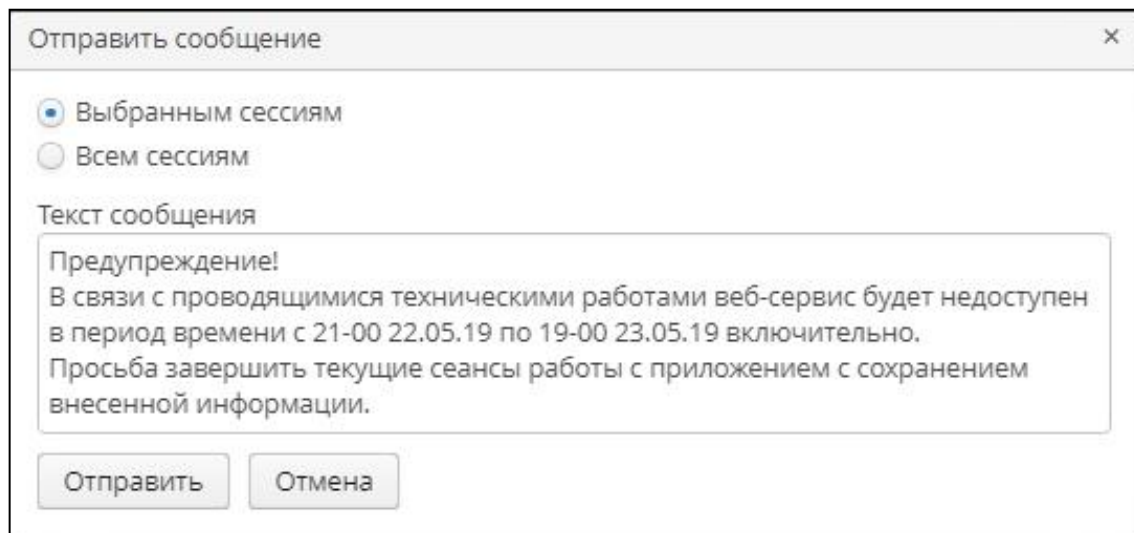 Отправить сообщение
Выбранным сессиям
Всем сессиям
Текст сообщения
Предупреждение!
В связи с проводящимися техническими работами веб-сервис будет недоступен
в период времени с 21-00 22.05.19 по 19-00 23.05.19 включительно.
Просьба завершить текущие сеансы работы с приложением с сохранением
внесенной информации.
Отправить Отмена